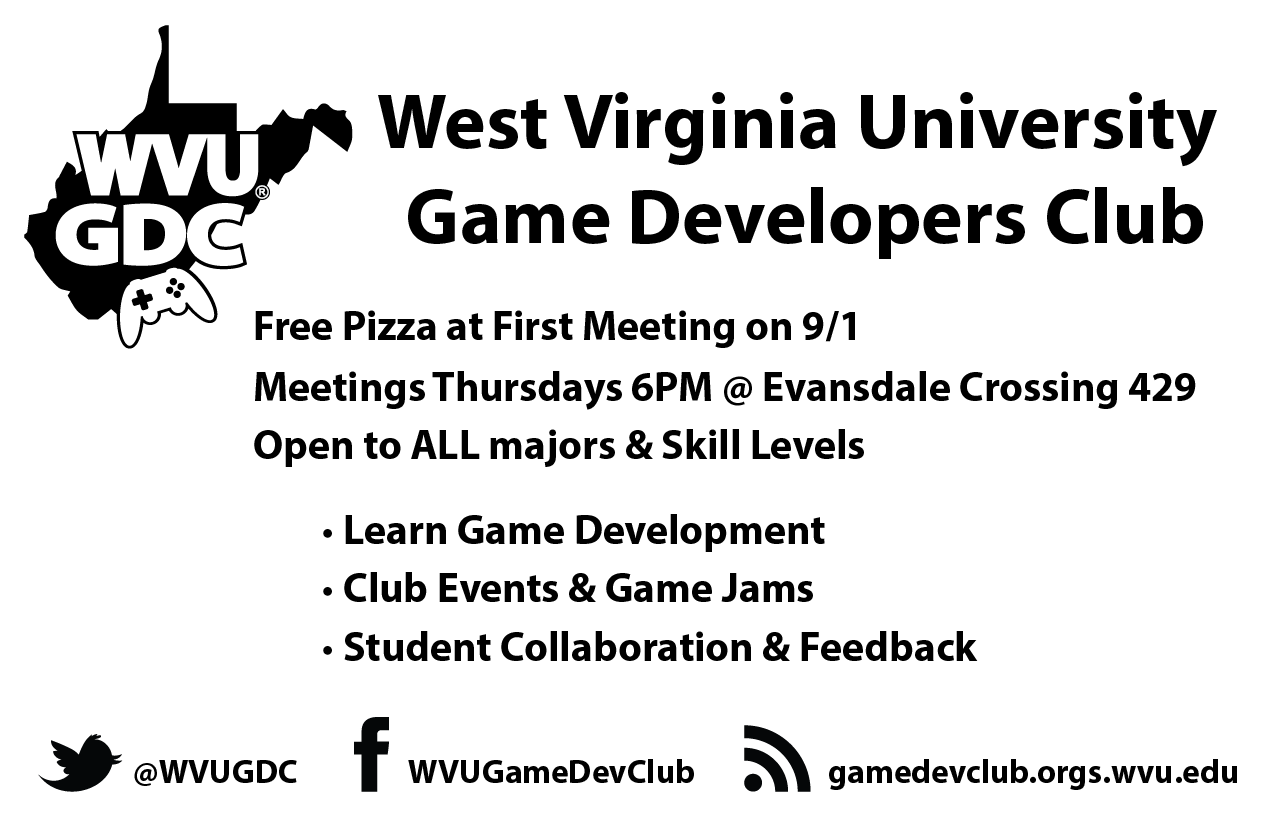 WVU
GDC®
West Virginia University
Game Developers Club
Free Pizza at First Meeting on 9/1
Meetings Thursdays 6PM @ Evansdale Crossing 429
Open to ALL majors & Skill Levels
• Learn Game Development
• Club Events & Game Jams
• Student Collaboration & Feedback
@WVUGDC
WVUGameDevClub
gamedevclub.orgs.wvu.edu